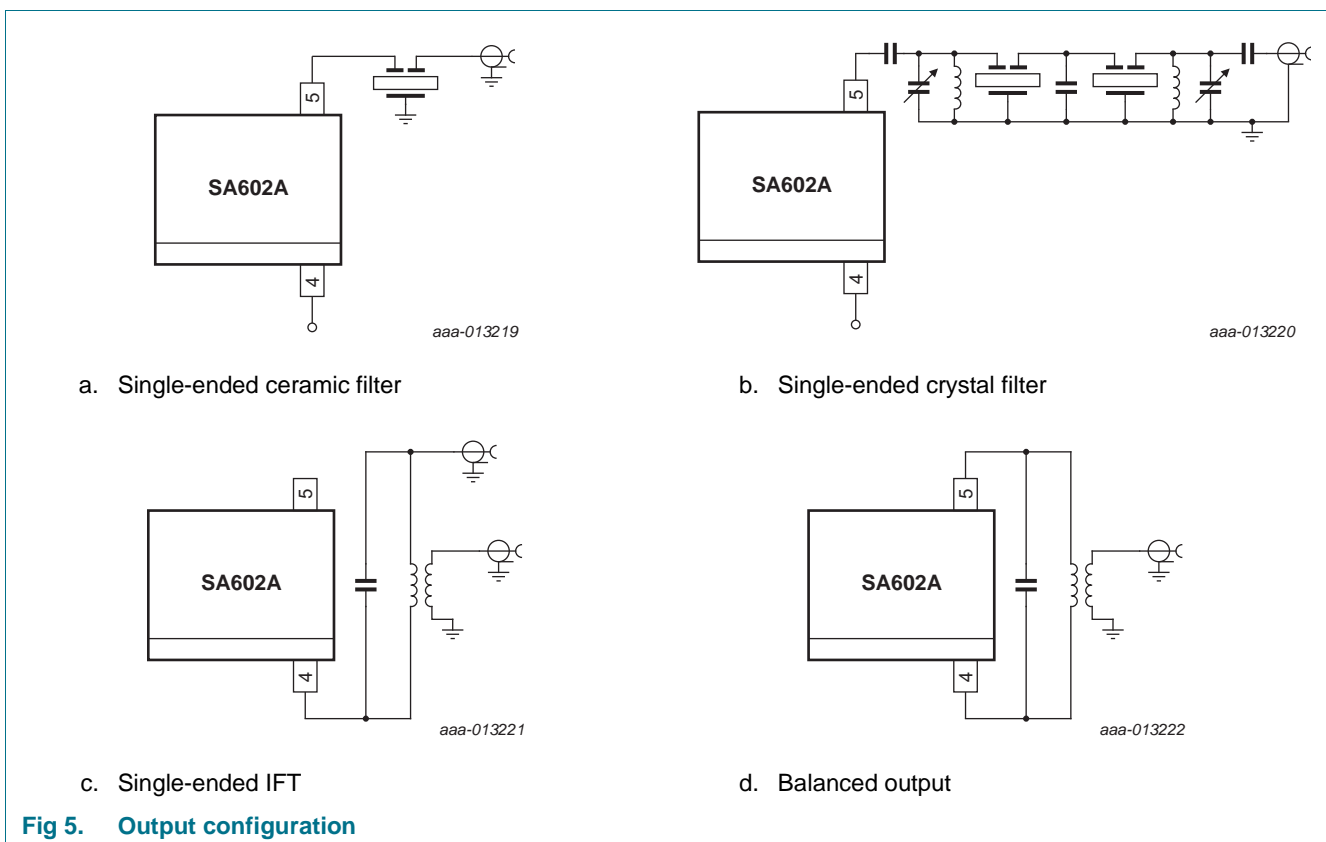 5
SA602A
4
aaa-013219
a. Single-ended ceramic filter
5
SA602A
4
aaa-013220
b. Single-ended crystal filter
5
SA602A
4
aaa-013221
c. Single-ended IFT
5
SA602A
4
aaa-013222
d. Balanced output
Fig 5. Output configuration